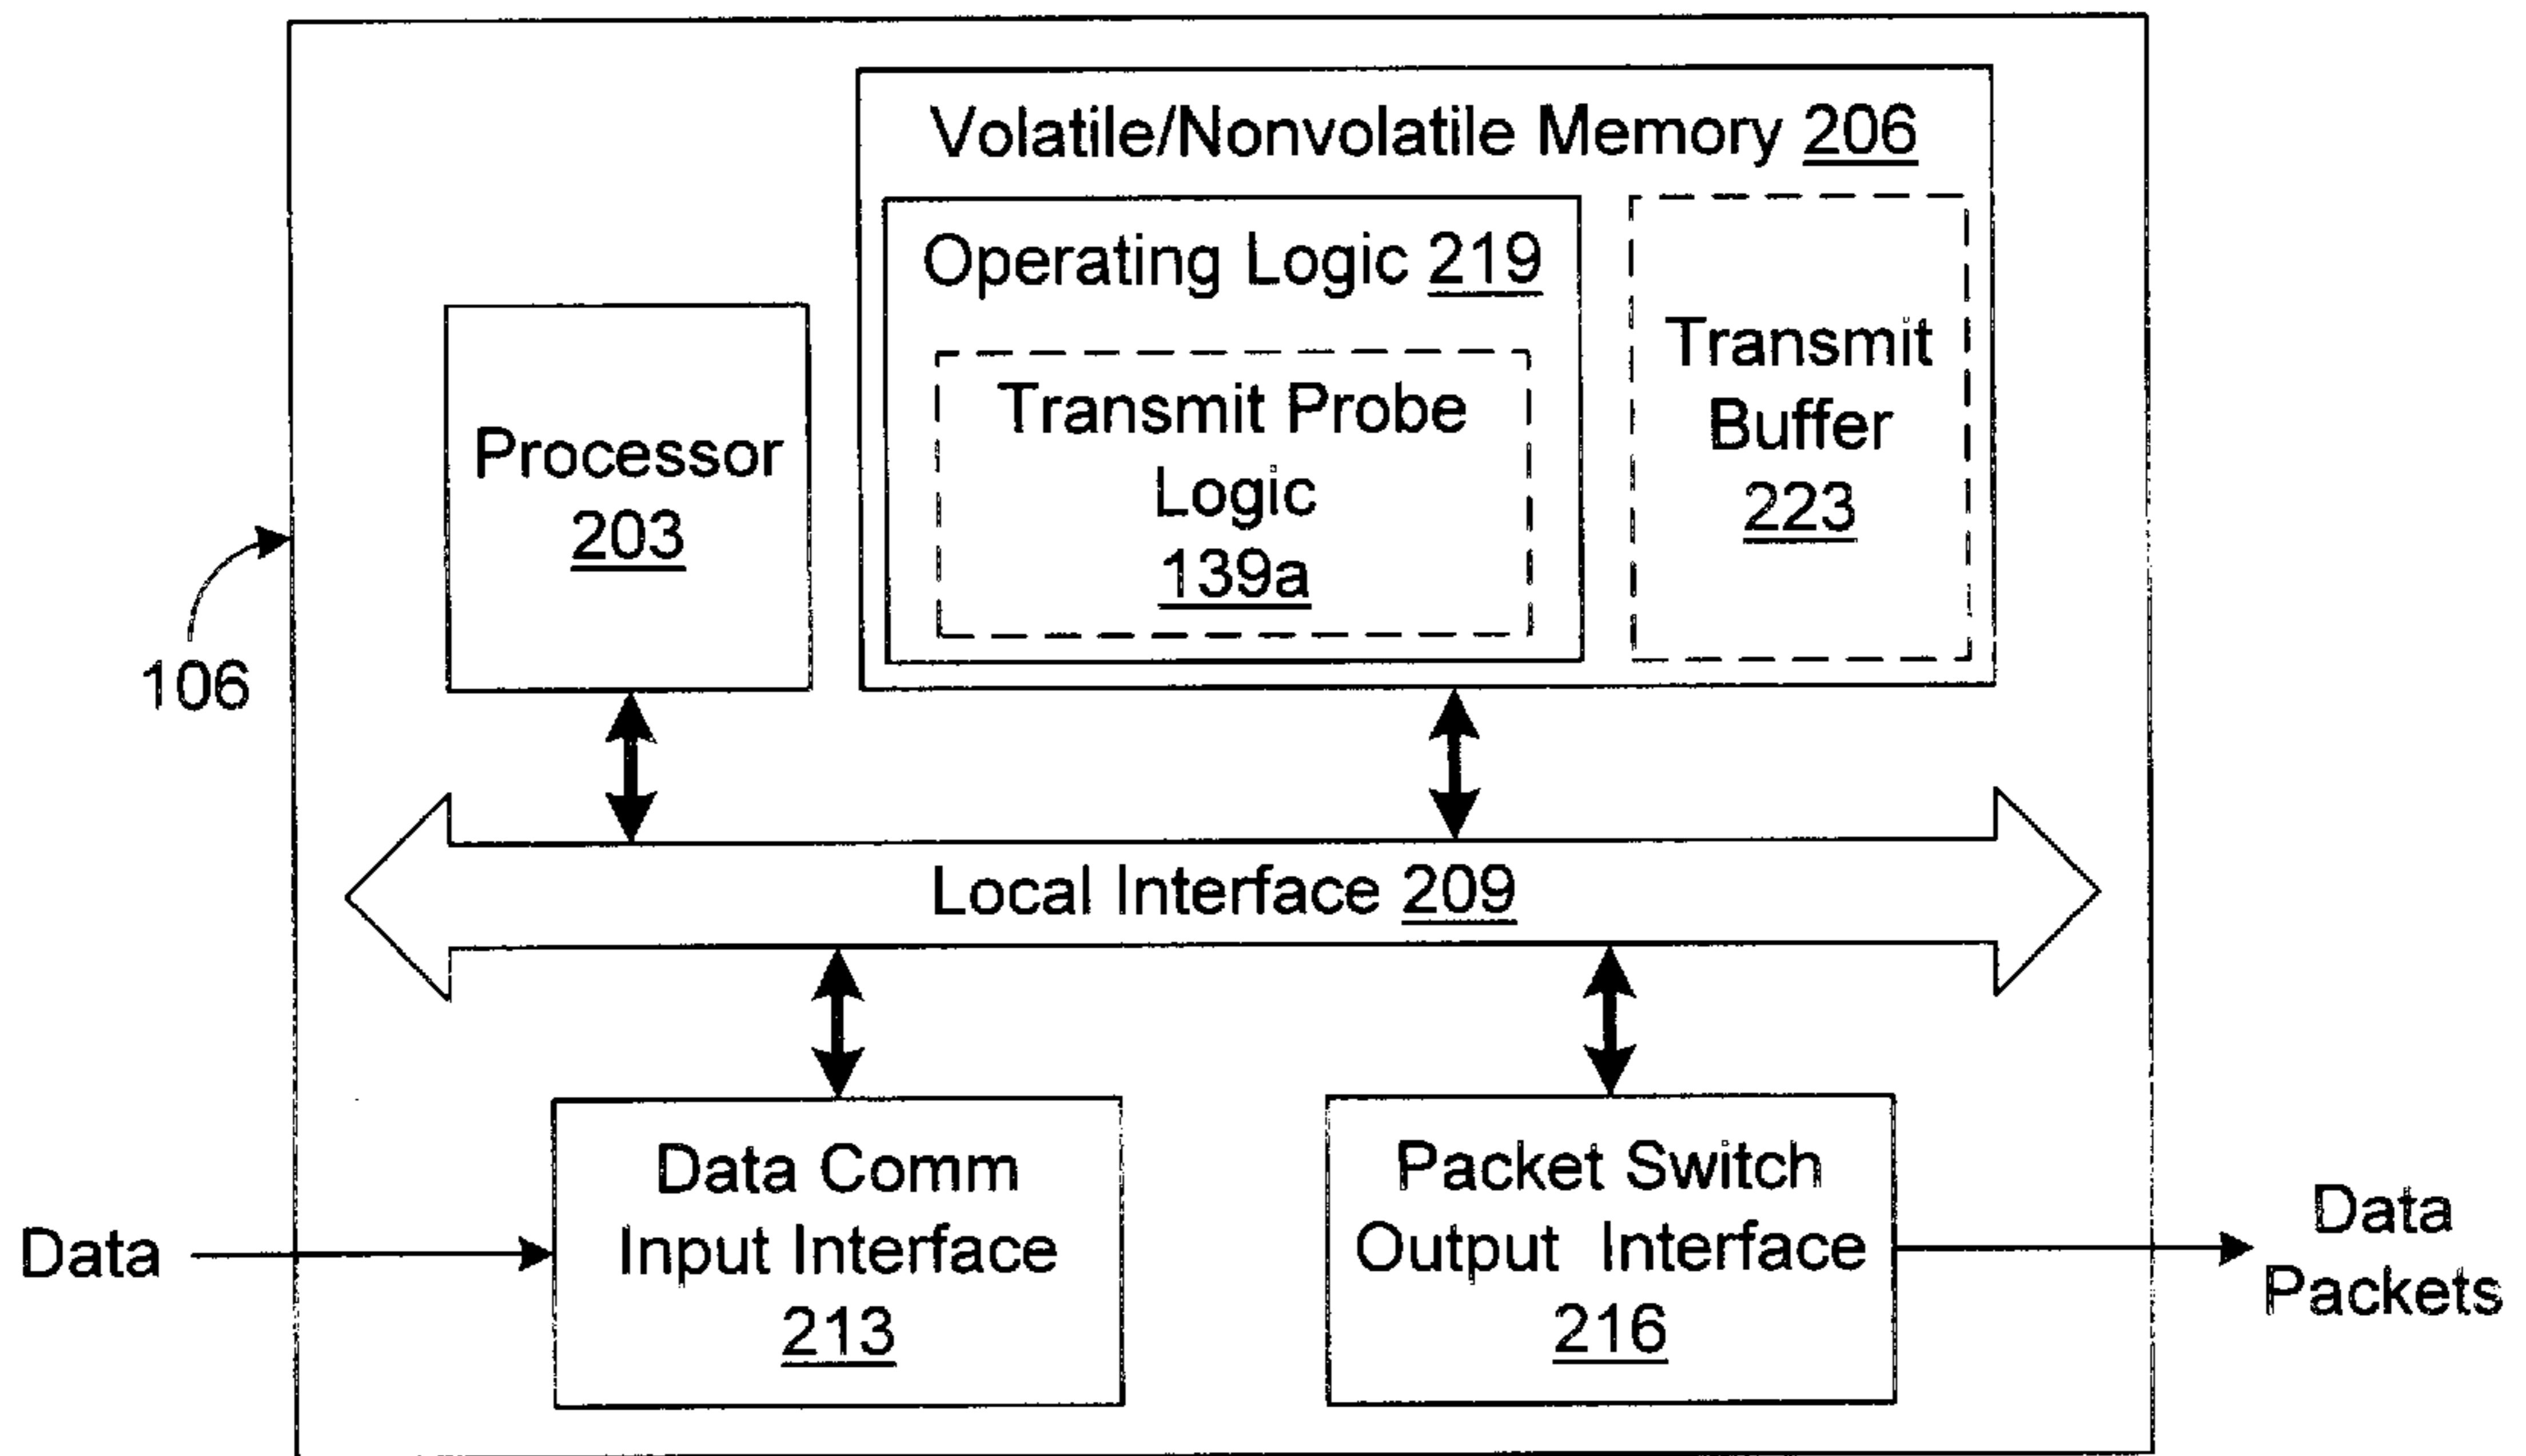 Volatile/Nonvolatile Memory 206
Operating Logic 219
Transmit Probe
Logic
139a
Transmit
Buffer
223
Processor
203
106
Local Interface 209
Data
Data Comm
Input Interface
213
Packet Switch
Output Interface
216
Data
Packets